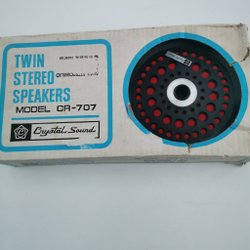 TWIN
STEREO
SPEAKERS
MODEL CR-707
Crystal Sound